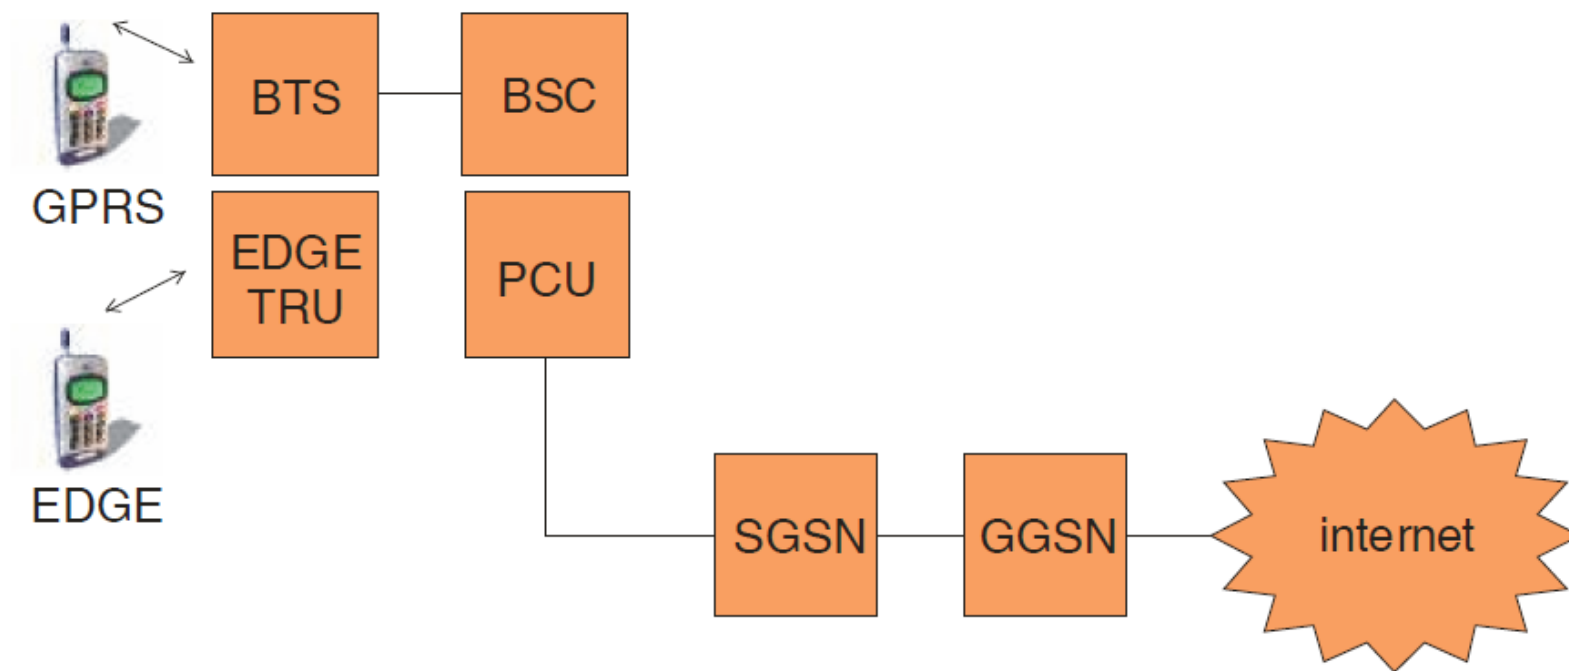 BTS
BSC
GPRS
EDGE
TRU
PCU
EDGE
SGSN
GGSN
internet